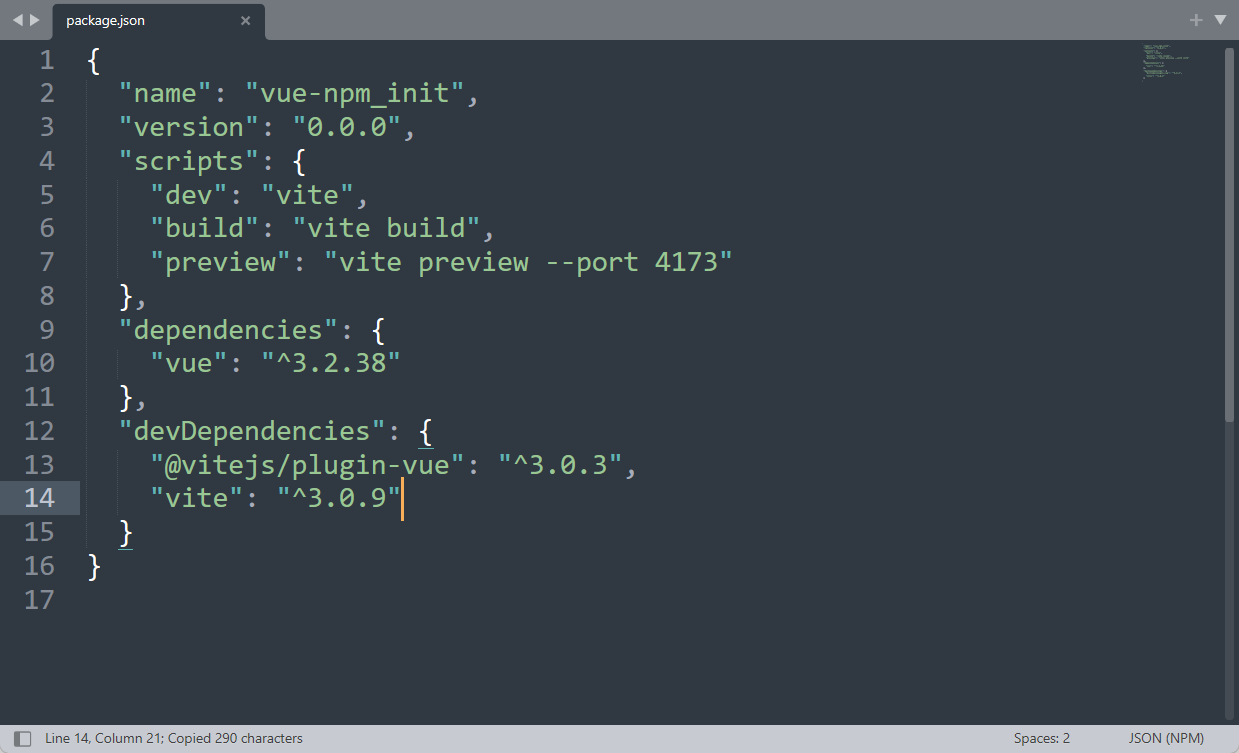 package.json ×
1 {
2   "name": "vue-npm_init",
3   "version": "0.0.0",
4   "scripts": {
5     "dev": "vite",
6     "build": "vite build",
7     "preview": "vite preview --port 4173"
8   },
9   "dependencies": {
10     "vue": "^3.2.38"
11   },
12   "devDependencies": {
13     "@vitejs/plugin-vue": "^3.0.3",
14     "vite": "^3.0.9"
15   }
16 }
17
Line 14, Column 21; Copied 290 characters Spaces: 2 JSON (NPM)